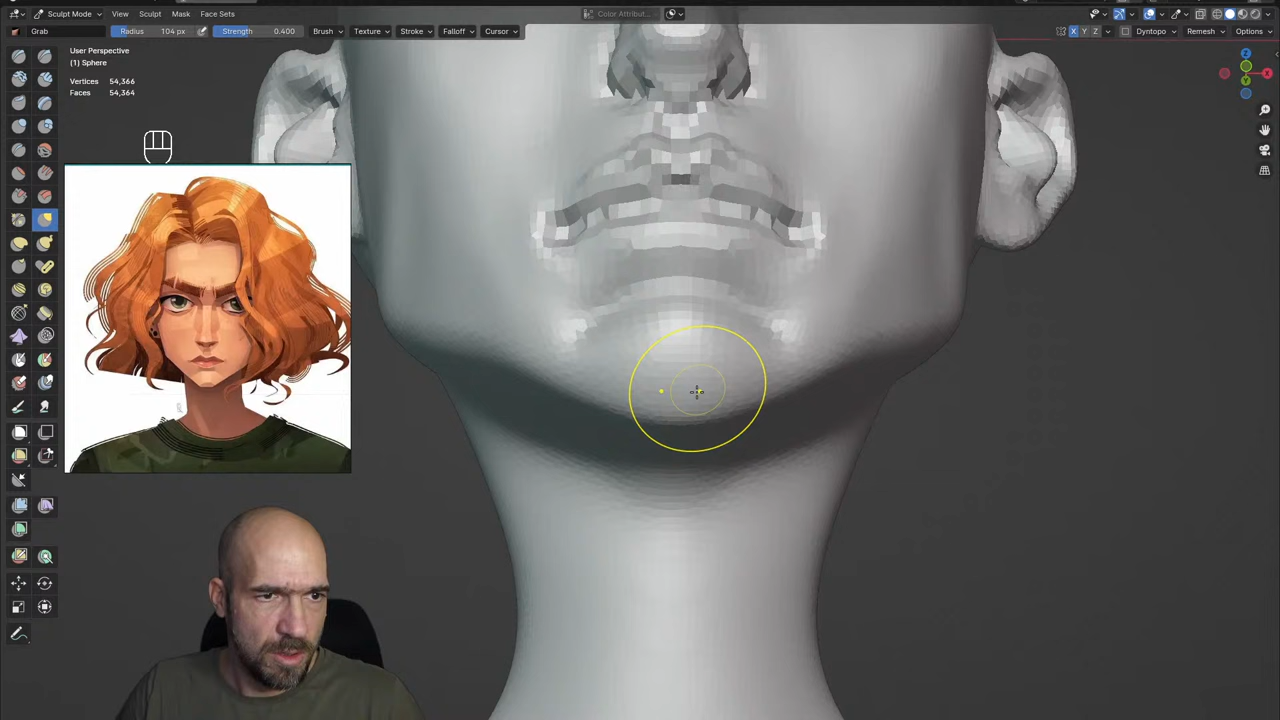 Sculpt Mode View Sculpt Mask Face Sets Color Attribut...
Grab Radius 104 px Strength 0.400 Brush Texture Stroke Falloff Cursor X Y Z Dyntopo Remesh Options
User Perspective
(1) Sphere
Vertices 54,366
Faces 54,364
Z
Y
X